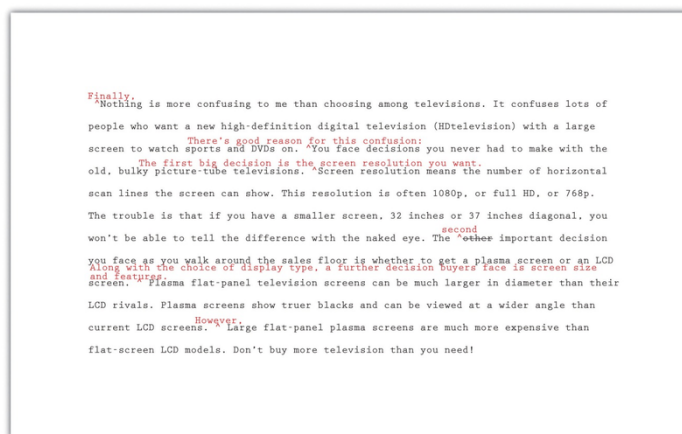 Finally,
^Nothing is more confusing to me than choosing among televisions. It confuses lots of
people who want a new high-definition digital television (HDtelevision) with a large
There's good reason for this confusion:
screen to watch sports and DVDs on. ^You face decisions you never had to make with the
The first big decision is the screen resolution you want.
old, bulky picture-tube televisions. ^Screen resolution means the number of horizontal
scan lines the screen can show. This resolution is often 1080p, or full HD, or 768p.
The trouble is that if you have a smaller screen, 32 inches or 37 inches diagonal, you
second
won't be able to tell the difference with the naked eye. The ^other important decision
you face as you walk around the sales floor is whether to get a plasma screen or an LCD
Along with the choice of display type, a further decision buyers face is screen size
and features.
screen. ^ Plasma flat-panel television screens can be much larger in diameter than their
LCD rivals. Plasma screens show truer blacks and can be viewed at a wider angle than
However,
current LCD screens. ^ Large flat-panel plasma screens are much more expensive than
flat-screen LCD models. Don't buy more television than you need!